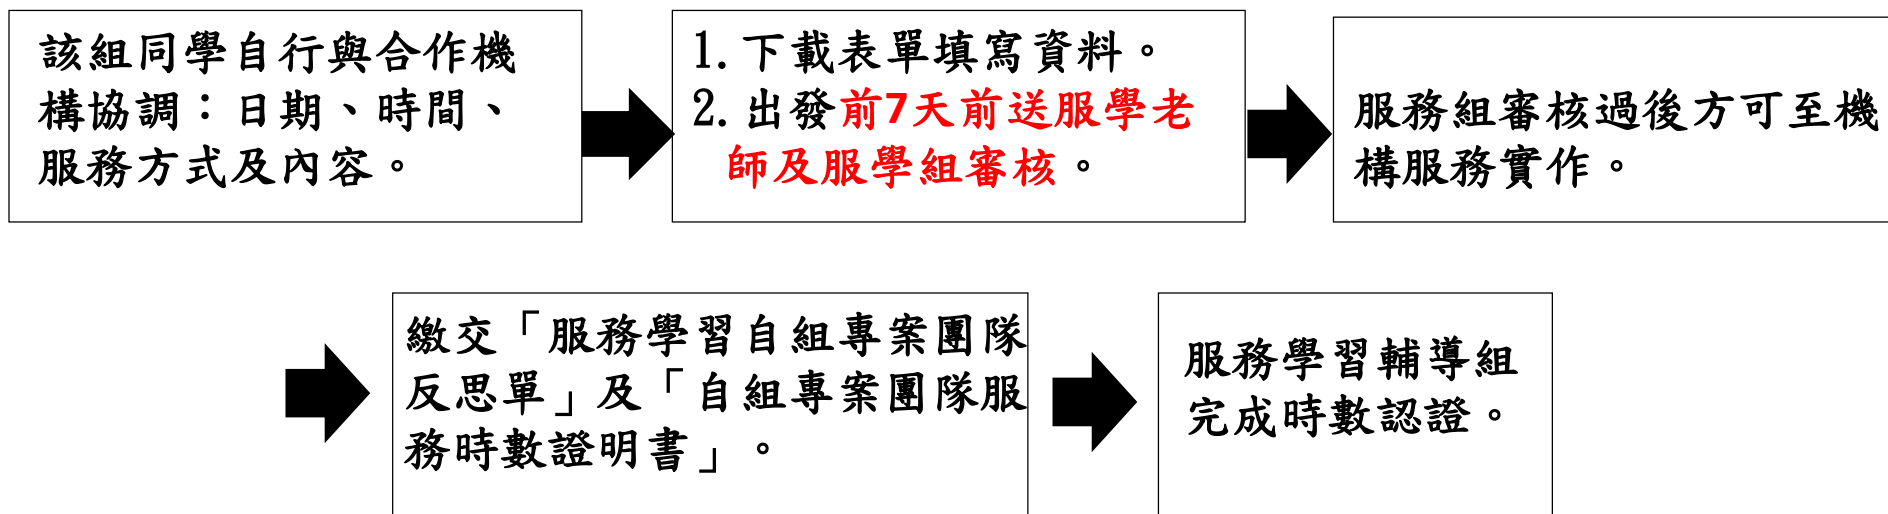 該組同學自行與合作機
構協調：日期、時間、
服務方式及內容。
1. 下載表單填寫資料。
2. 出發前7天前送服學老
師及服學組審核。
服務組審核過後方可至機
構服務實作。
繳交「服務學習自組專案團隊
反思單」及「自組專案團隊服
務時數證明書」。
服務學習輔導組
完成時數認證。